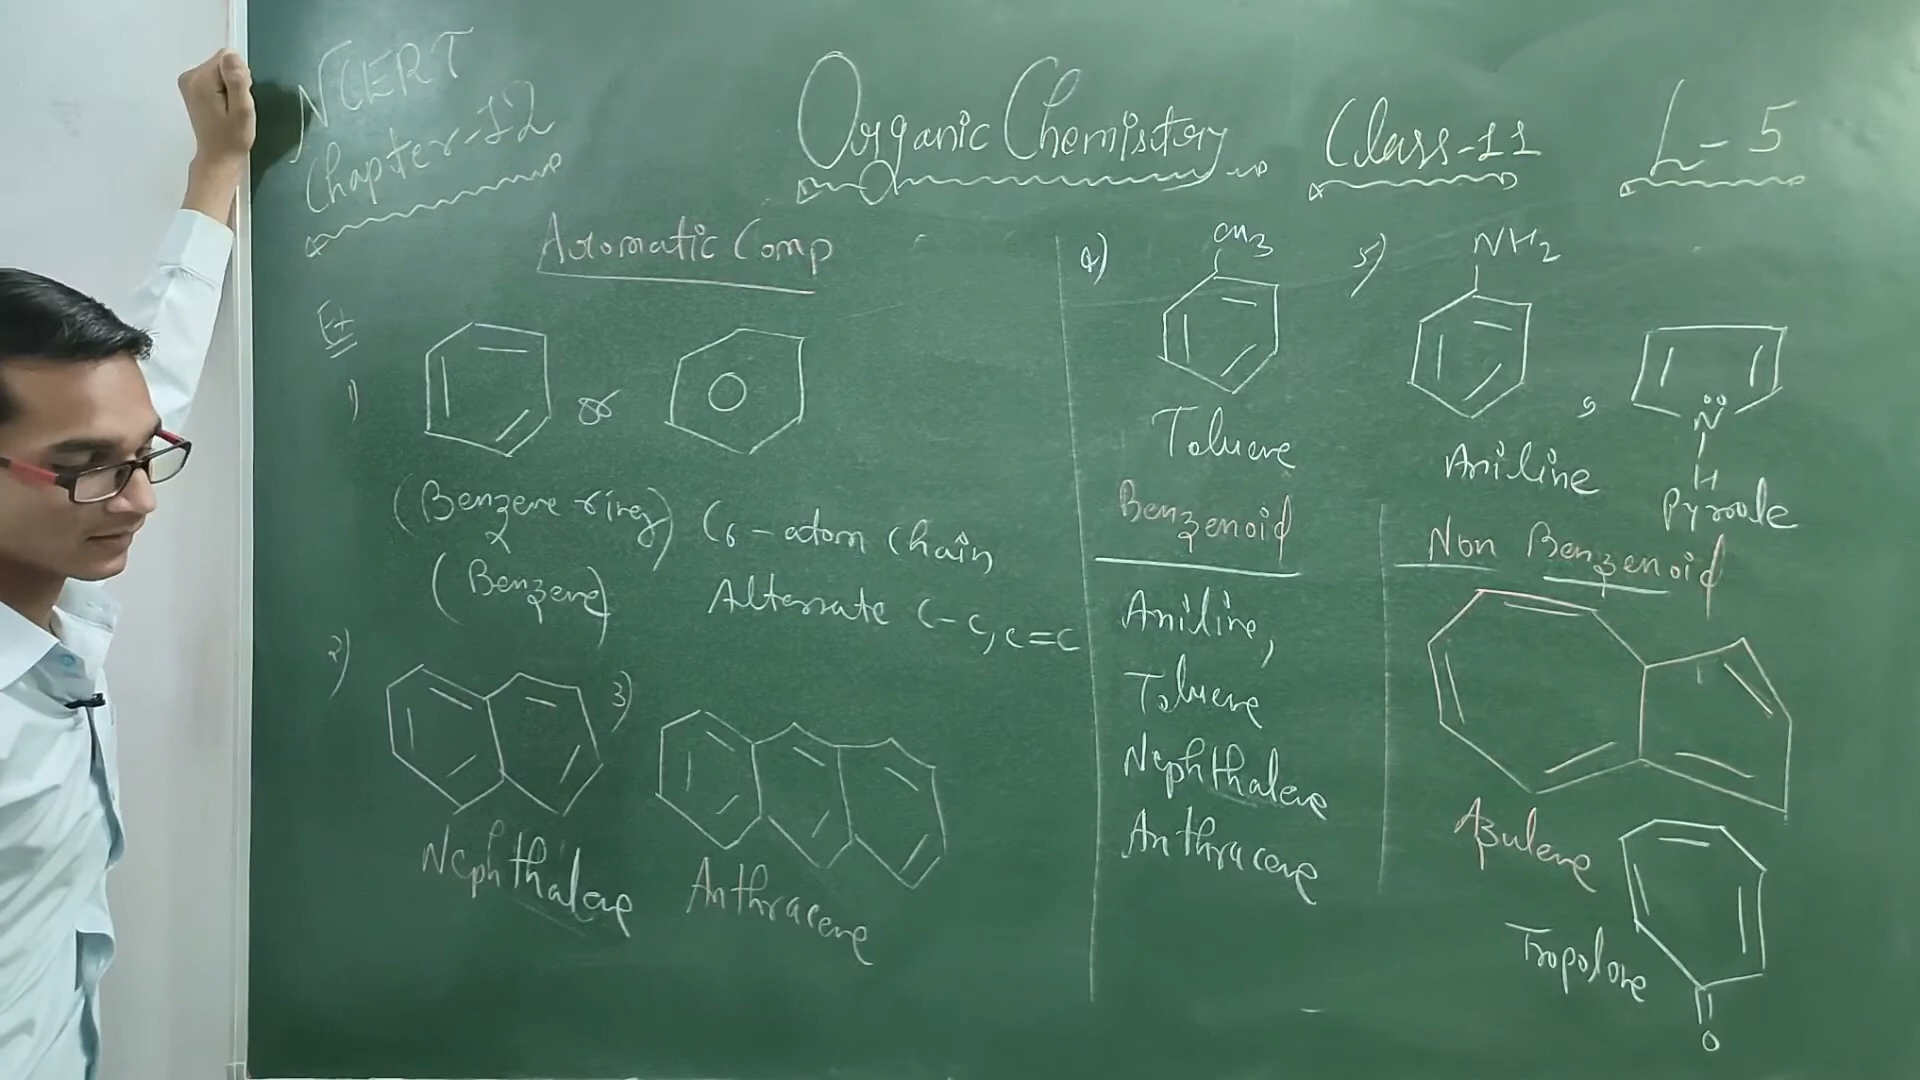 NCERT
Chapter-12
Organic Chemistry Class-11 L-5
Aromatic Comp
Ex
1)
or
(Benzene ring)
(Benzene)
C6-atom chain
Alternate C-C, C=C
2)
Nephthalene
3)
Anthracene
4)
CH3
Toluene
5)
NH2
Aniline
,
N
H
Pyrrole
Benzenoid
Aniline,
Toluene
Nephthalene
Anthracene
Non Benzenoid
Azulene
Tropolone
O